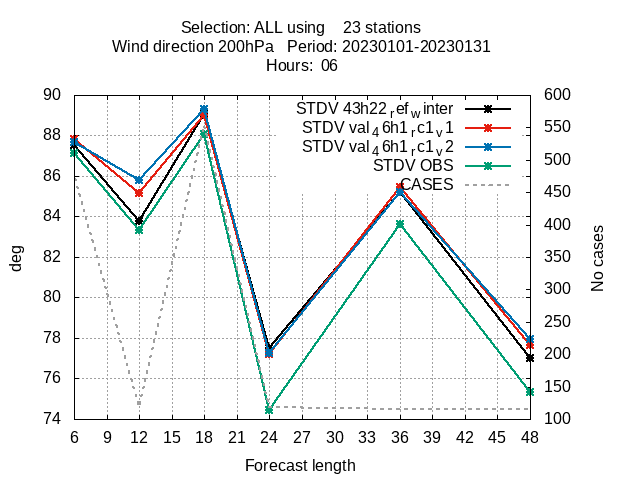 Selection: ALL using    23 stations
Wind direction 200hPa   Period: 20230101-20230131
Hours:  06
90 600
STDV 43h22_ref_winter
STDV val_46h1_rc1_v1
STDV val_46h1_rc1_v2
STDV OBS
CASES
88 550
86 500
84 450
82 400
80 350
78 300
76 250
74 200
150
100
deg
No cases
6 9 12 15 18 21 24 27 30 33 36 39 42 45 48
Forecast length